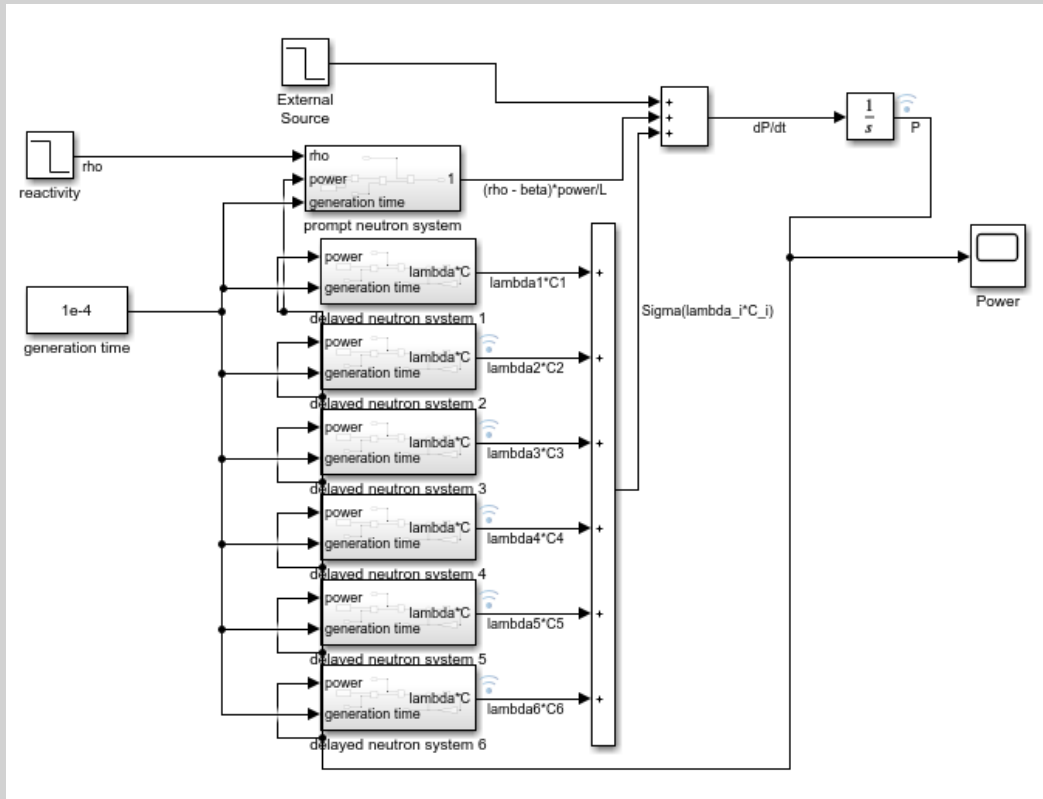 External
Source
+
+
+
dP/dt
1
s
P
rho
reactivity
rho
power
generation time
1
(rho - beta)*power/L
prompt neutron system
power
generation time
lambda*C
lambda1*C1
+
delayed neutron system 1
Power
1e-4
generation time
Sigma(lambda_i*C_i)
power
generation time
lambda*C
lambda2*C2
+
delayed neutron system 2
power
generation time
lambda*C
lambda3*C3
+
delayed neutron system 3
power
generation time
lambda*C
lambda4*C4
+
delayed neutron system 4
power
generation time
lambda*C
lambda5*C5
+
delayed neutron system 5
power
generation time
lambda*C
lambda6*C6
+
delayed neutron system 6